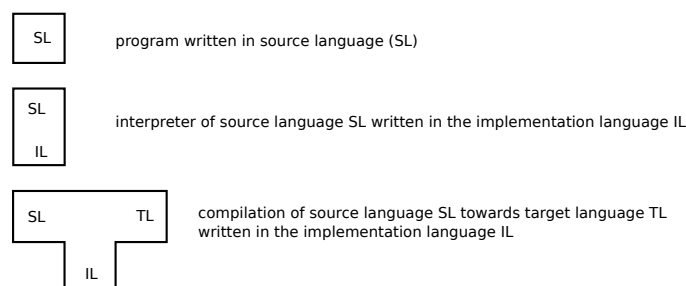 SL
program written in source language (SL)
SL
interpreter of source language SL written in the implementation language IL
IL
SL TL
compilation of source language SL towards target language TL
written in the implementation language IL
IL